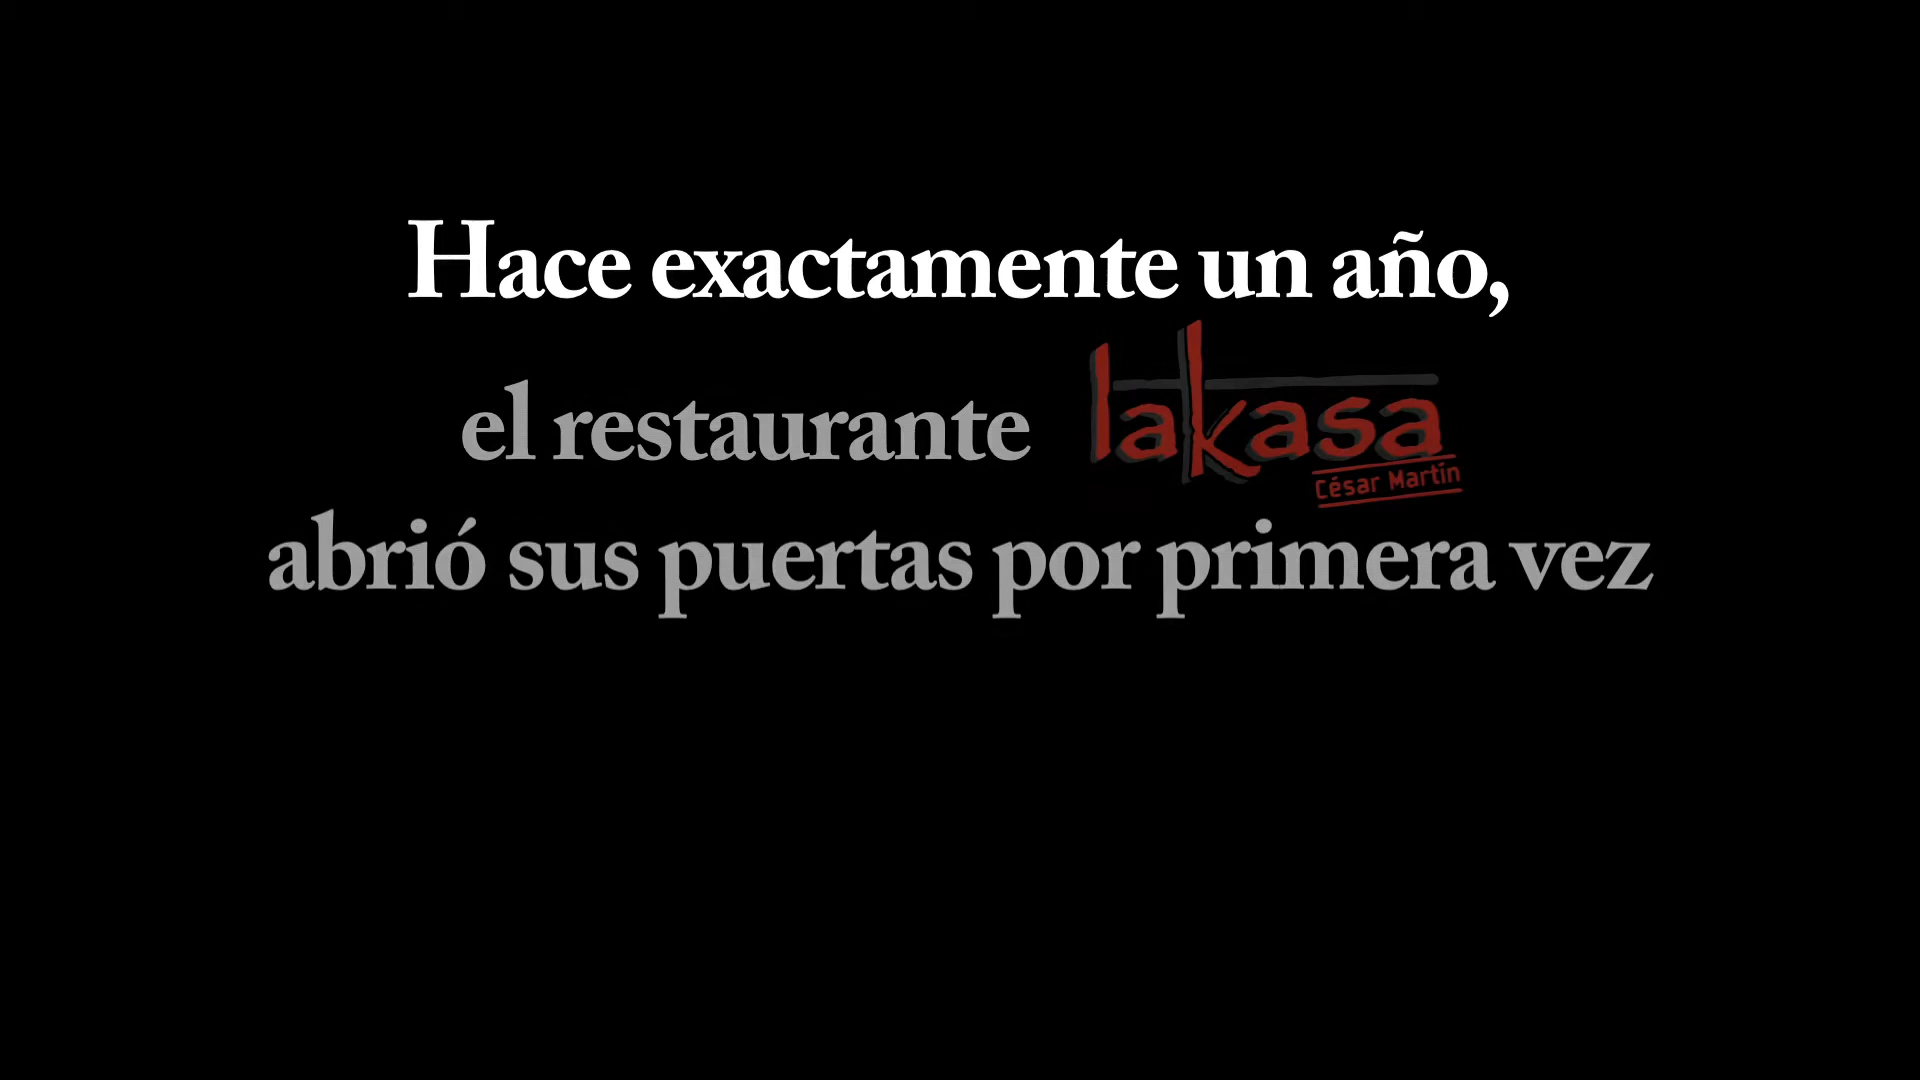 Hace exactamente un año,
el restaurante lakasa
César Martín
abrió sus puertas por primera vez